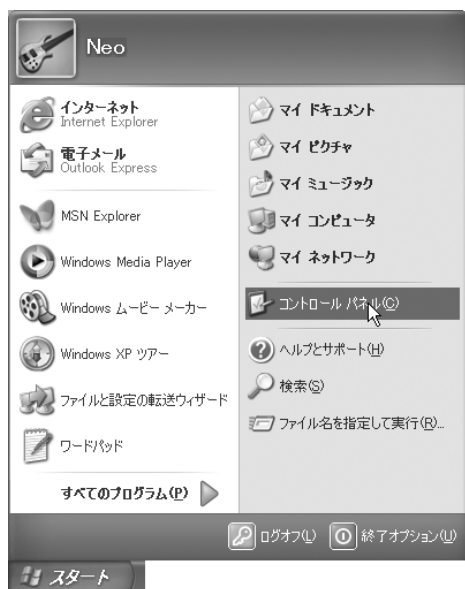 Neo
インターネット
Internet Explorer
電子メール
Outlook Express
MSN Explorer
Windows Media Player
Windows ムービー メーカー
Windows XP ツアー
ファイルと設定の転送ウィザード
ワードパッド
すべてのプログラム(P)
マイ ドキュメント
マイ ピクチャ
マイ ミュージック
マイ コンピュータ
マイ ネットワーク
コントロール パネル(C)
ヘルプとサポート(H)
検索(S)
ファイル名を指定して実行(R)...
ログオフ(L)
終了オプション(U)
スタート